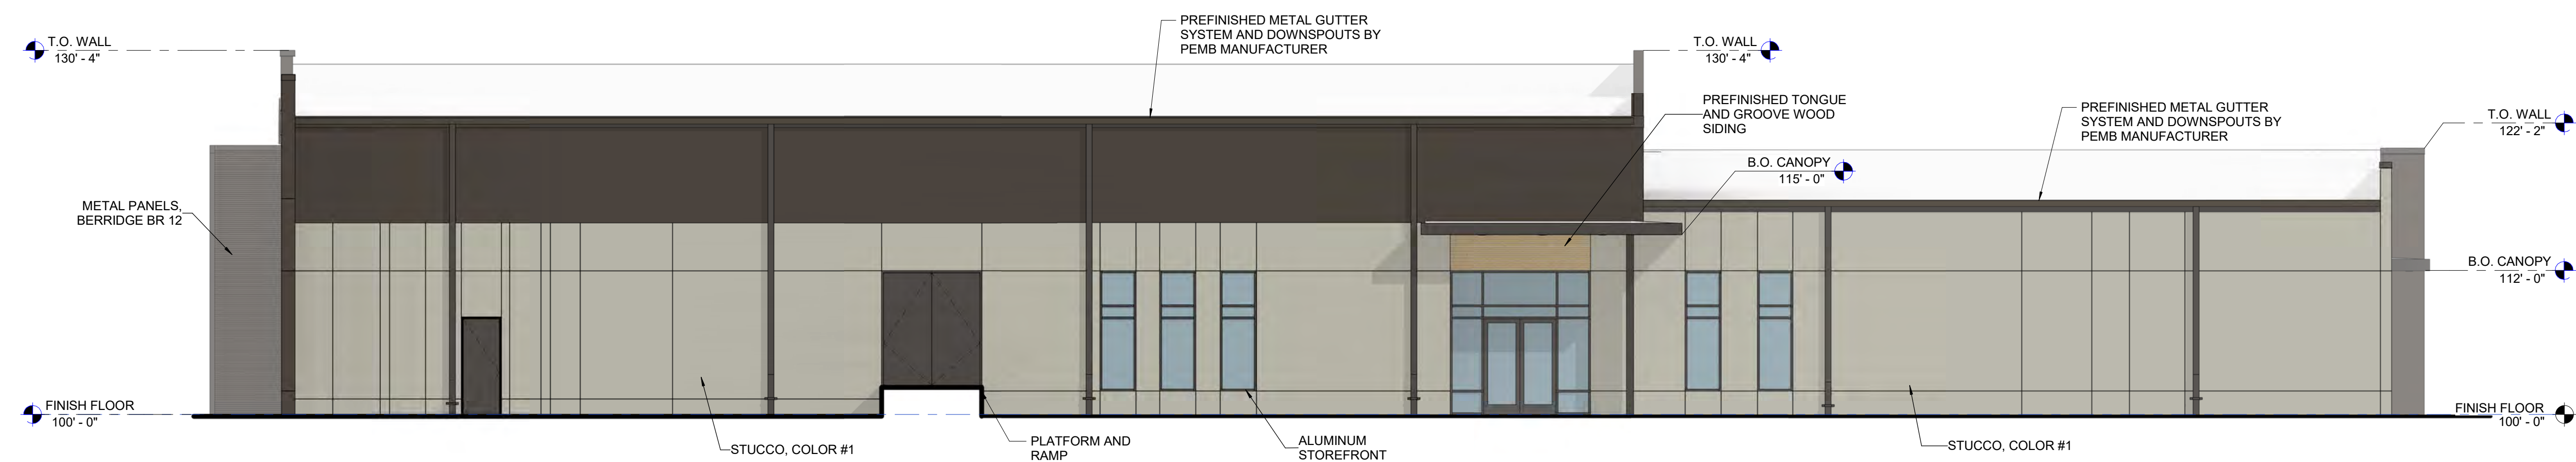 PREFINISHED METAL GUTTER
SYSTEM AND DOWNSPOUTS BY
PEMB MANUFACTURER
T.O. WALL
130' - 4"
T.O. WALL
130' - 4"
PREFINISHED TONGUE
AND GROOVE WOOD
SIDING
PREFINISHED METAL GUTTER
SYSTEM AND DOWNSPOUTS BY
PEMB MANUFACTURER
T.O. WALL
122' - 2"
B.O. CANOPY
115' - 0"
METAL PANELS,
BERRIDGE BR 12
B.O. CANOPY
112' - 0"
FINISH FLOOR
100' - 0"
FINISH FLOOR
100' - 0"
STUCCO, COLOR #1
PLATFORM AND
RAMP
ALUMINUM
STOREFRONT
STUCCO, COLOR #1